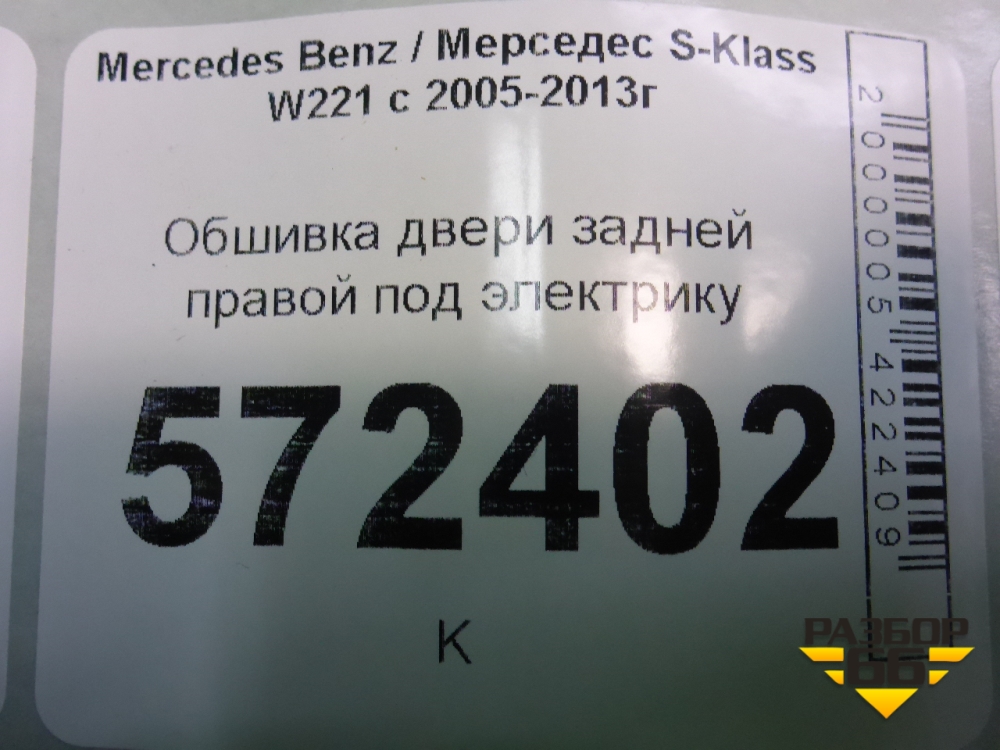 Mercedes Benz / Мерседес S-Klass
W221 с 2005-2013г
Обшивка двери задней
правой под электрику
572402
К
2000005422409
РАЗБОР
66